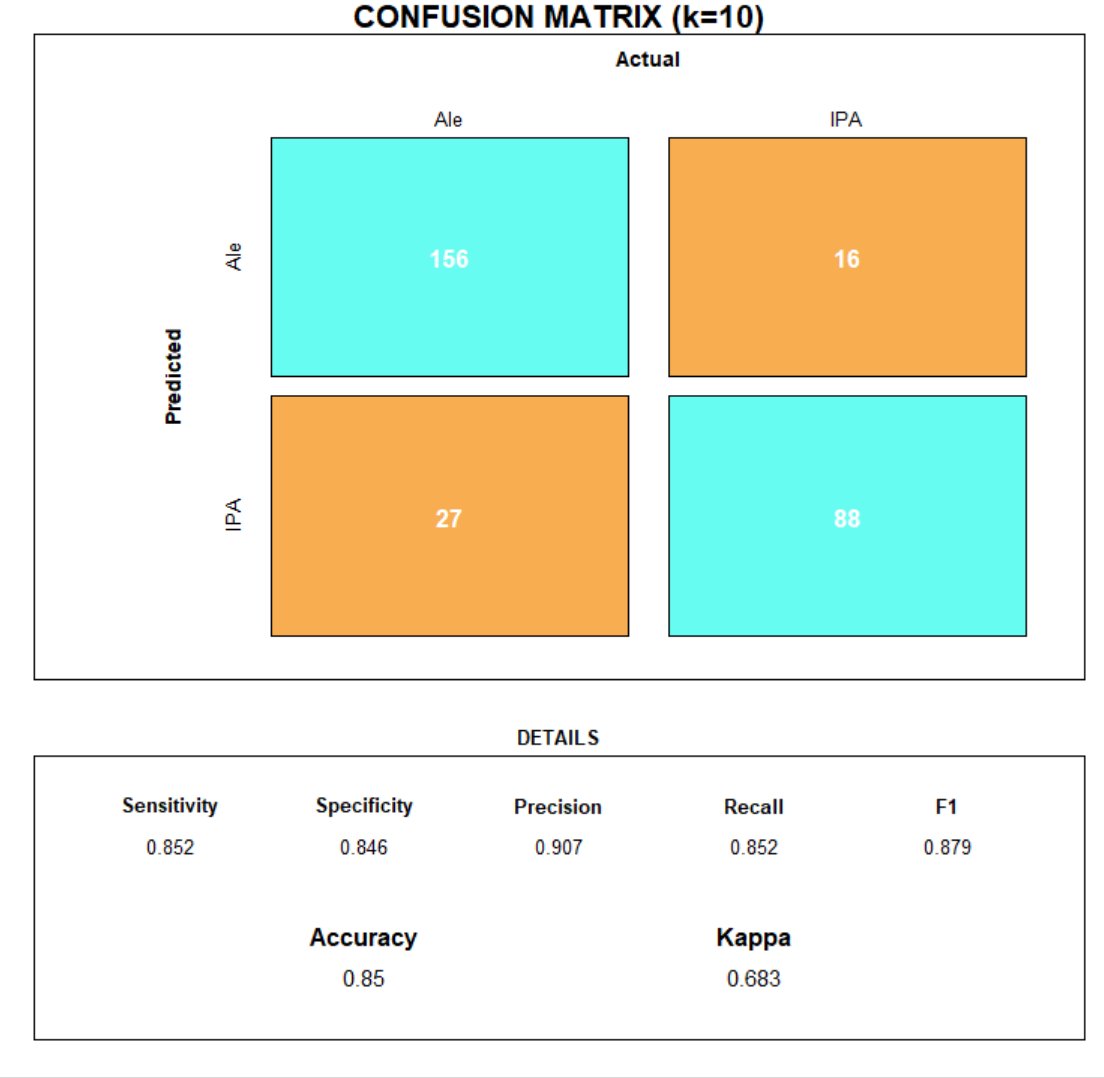 CONFUSION MATRIX (k=10)
Actual
Ale IPA
Ale 156 16
Predicted
IPA 27 88
DETAILS
Sensitivity Specificity Precision Recall F1
0.852 0.846 0.907 0.852 0.879
Accuracy Kappa
0.85 0.683